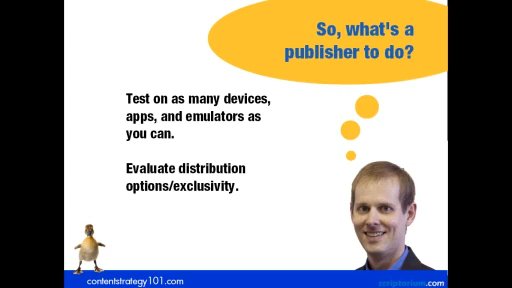 So, what's a
publisher to do?
Test on as many devices,
apps, and emulators as
you can.
Evaluate distribution
options/exclusivity.
contentstrategy101.com
scriptorium.com